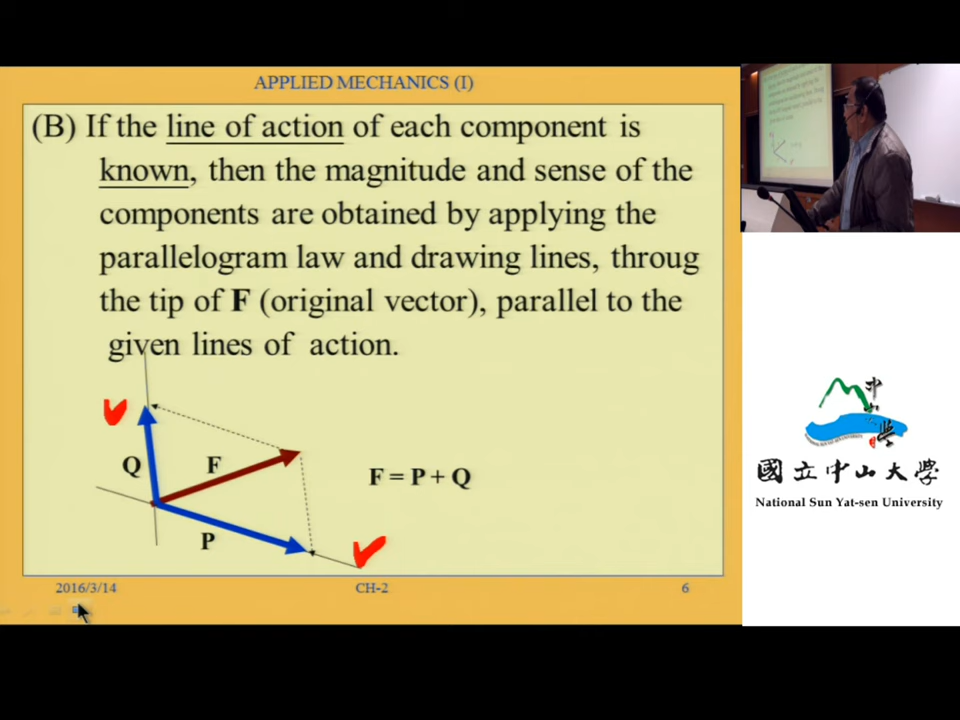 APPLIED MECHANICS (I)
(B) If the line of action of each component is
known, then the magnitude and sense of the
components are obtained by applying the
parallelogram law and drawing lines, throug
the tip of F (original vector), parallel to the
given lines of action.
Q
F
F = P + Q
P
2016/3/14
CH-2
6
國立中山大學
National Sun Yat-sen University